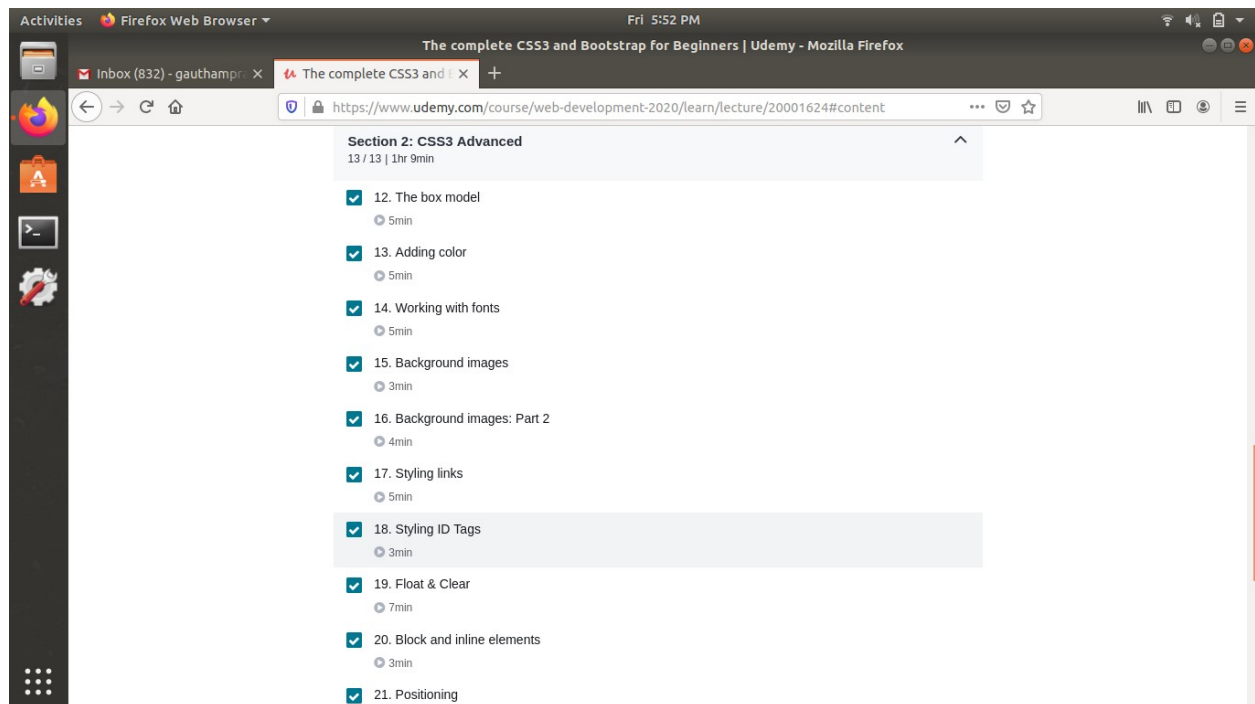 Activities Firefox Web Browser Fri 5:52 PM
The complete CSS3 and Bootstrap for Beginners | Udemy - Mozilla Firefox
Inbox (832) - gauthampr The complete CSS3 and
https://www.udemy.com/course/web-development-2020/learn/lecture/20001624#content
Section 2: CSS3 Advanced
13 / 13 | 1hr 9min
12. The box model
5min
13. Adding color
5min
14. Working with fonts
5min
15. Background images
3min
16. Background images: Part 2
4min
17. Styling links
5min
18. Styling ID Tags
3min
19. Float & Clear
7min
20. Block and inline elements
3min
21. Positioning